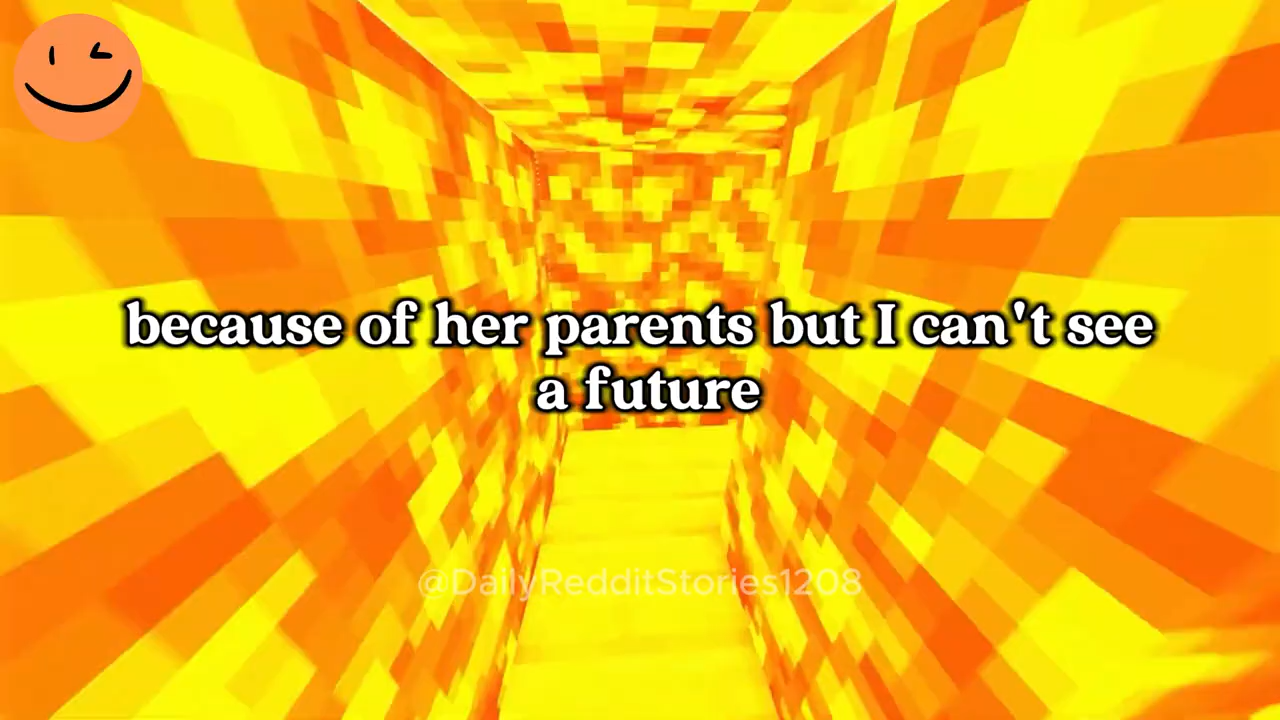 because of her parents but I can't see
a future
@DailyRedditStories1208